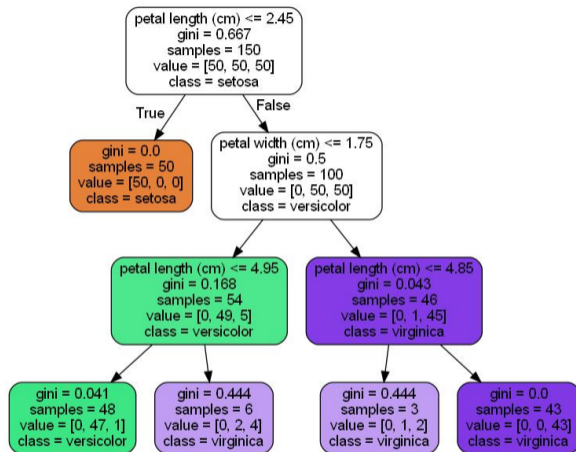 petal length (cm) <= 2.45
gini = 0.667
samples = 150
value = [50, 50, 50]
class = setosa
True
False
gini = 0.0
samples = 50
value = [50, 0, 0]
class = setosa
petal width (cm) <= 1.75
gini = 0.5
samples = 100
value = [0, 50, 50]
class = versicolor
petal length (cm) <= 4.95
gini = 0.168
samples = 54
value = [0, 49, 5]
class = versicolor
petal length (cm) <= 4.85
gini = 0.043
samples = 46
value = [0, 1, 45]
class = virginica
gini = 0.041
samples = 48
value = [0, 47, 1]
class = versicolor
gini = 0.444
samples = 6
value = [0, 2, 4]
class = virginica
gini = 0.444
samples = 3
value = [0, 1, 2]
class = virginica
gini = 0.0
samples = 43
value = [0, 0, 43]
class = virginica